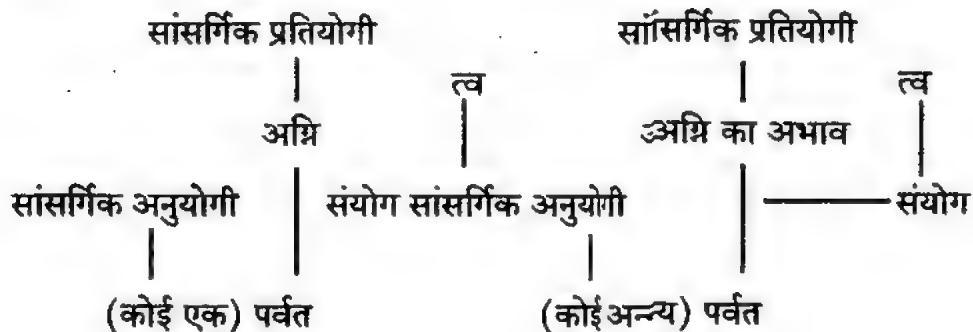 सांसर्गिक प्रतियोगी सांसर्गिक प्रतियोगी
त्व त्व
अग्नि अग्नि का अभाव
सांसर्गिक अनुयोगी संयोग सांसर्गिक अनुयोगी संयोग
(कोई एक) पर्वत (कोई अन्न्य) पर्वत